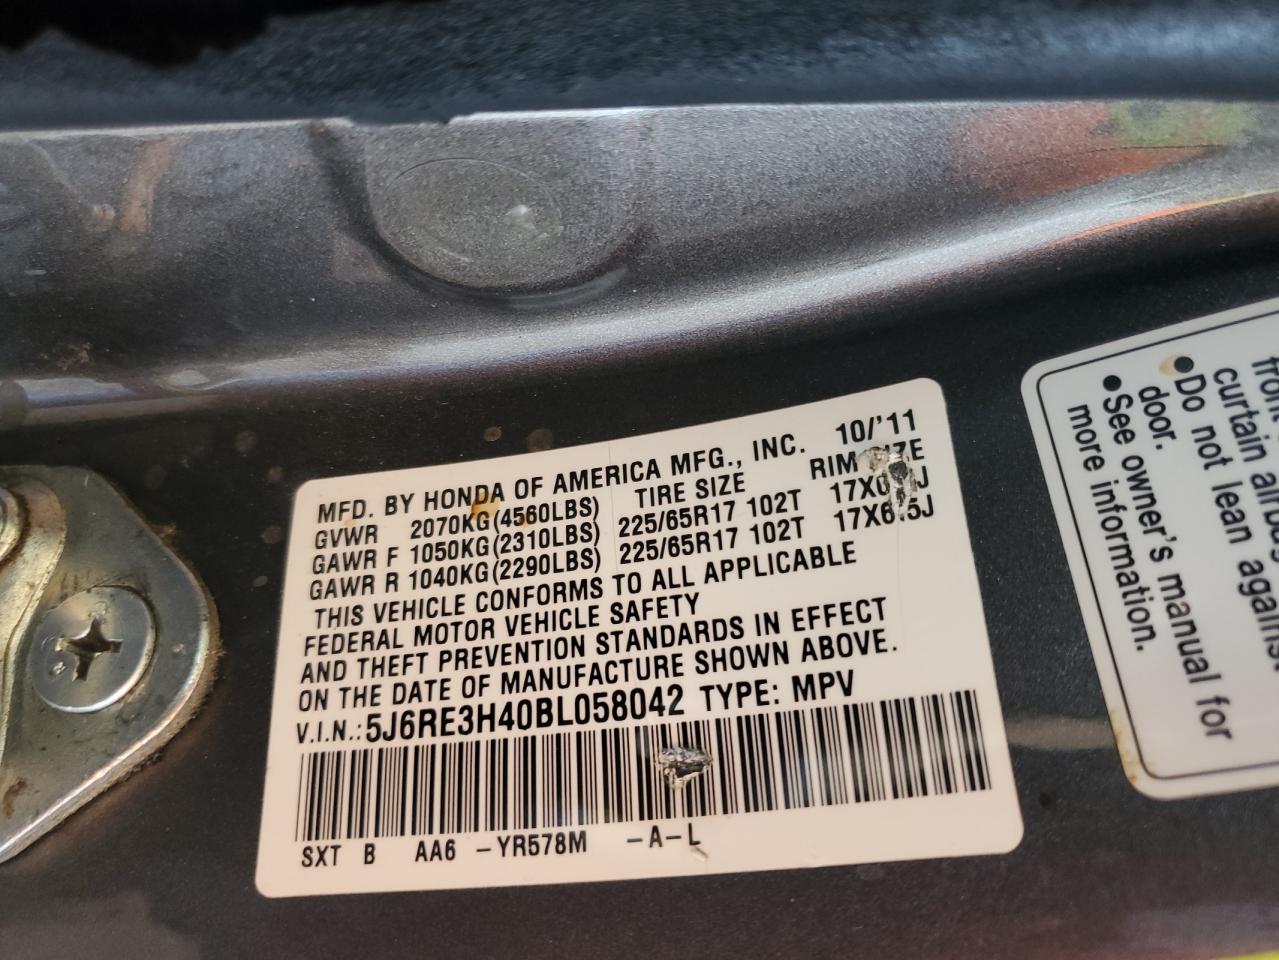 MFD. BY HONDA OF AMERICA MFG., INC. 10/'11
GVWR 2070KG(4560LBS) TIRE SIZE RIM
GAWR F 1050KG(2310LBS) 225/65R17 102T
GAWR R 1040KG(2290LBS) 225/65R17 102T 17X6.5J
THIS VEHICLE CONFORMS TO ALL APPLICABLE
FEDERAL MOTOR VEHICLE SAFETY
AND THEFT PREVENTION STANDARDS IN EFFECT
ON THE DATE OF MANUFACTURE SHOWN ABOVE.
V.I.N.:5J6RE3H40BL058042 TYPE: MPV
SXT B AA6 -YR578M -A-L
front
curtain
•Do not lean against
door.
•See owner's manual for
more information.